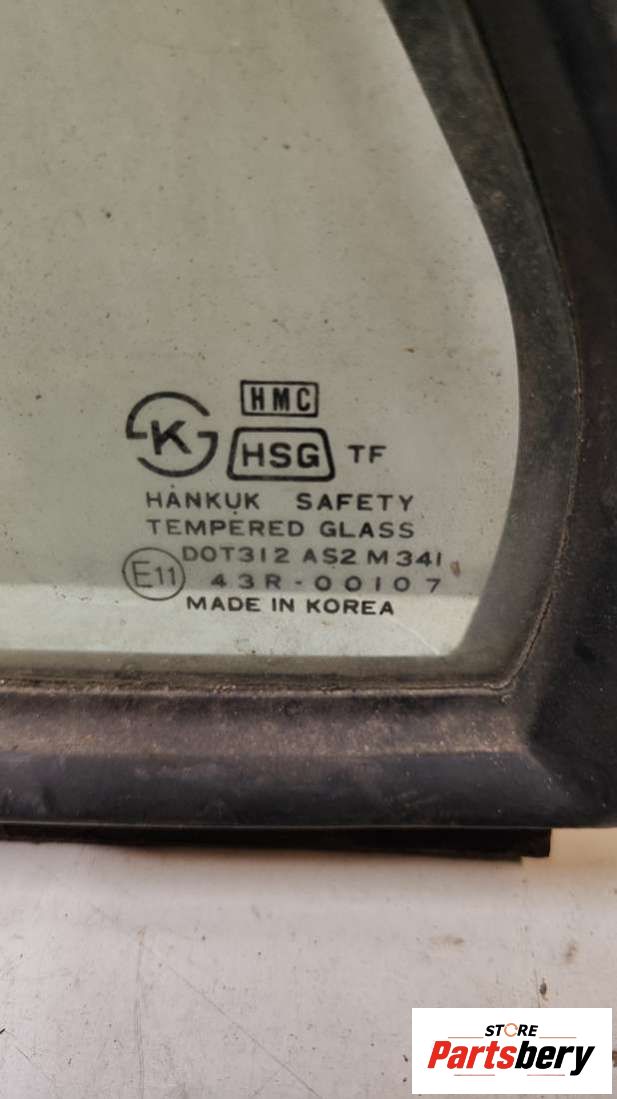 HMC
K HSG TF
HANKUK SAFETY
TEMPERED GLASS
DOT312 AS2 M341
E11 43R-00107
MADE IN KOREA
STORE
Partsbery